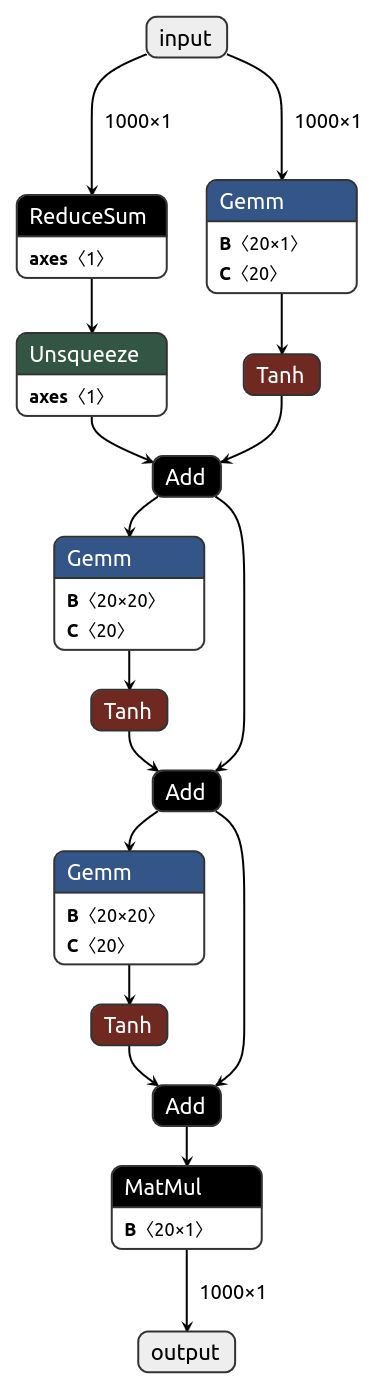 input
1000×1
1000×1
ReduceSum
axes〈1〉
Gemm
B〈20×1〉
C〈20〉
Unsqueeze
axes〈1〉
Tanh
Add
Gemm
B〈20×20〉
C〈20〉
Tanh
Add
Gemm
B〈20×20〉
C〈20〉
Tanh
Add
MatMul
B〈20×1〉
1000×1
output